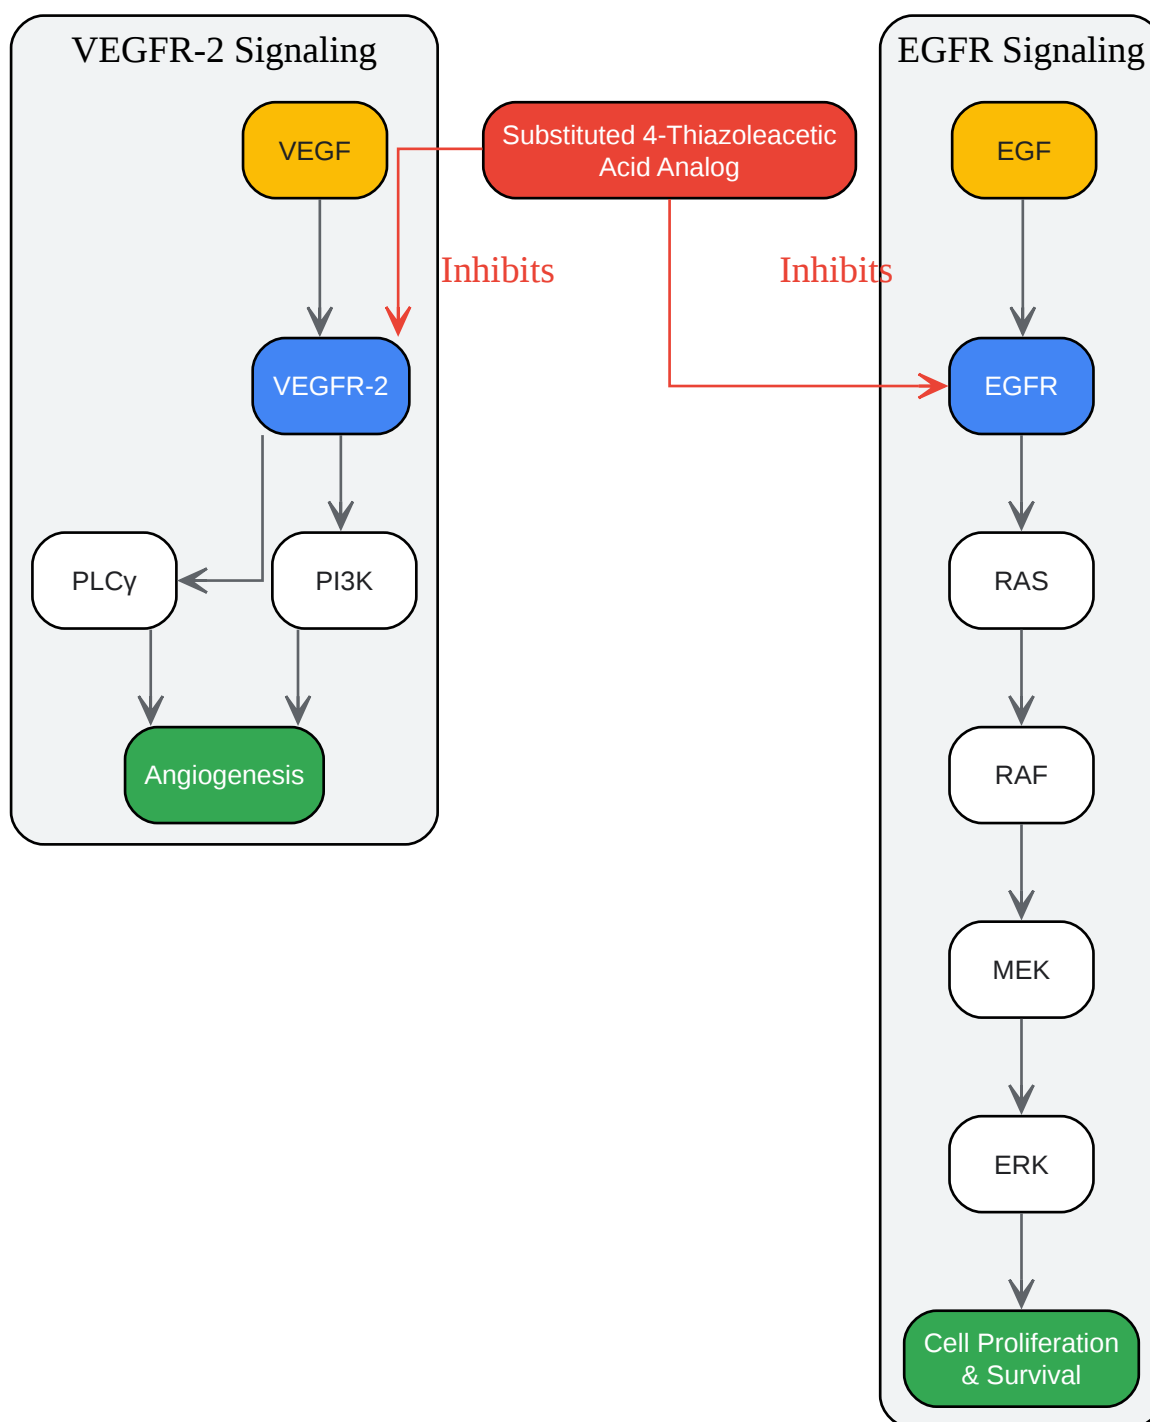 VEGFR-2 Signaling
VEGF
Substituted 4-Thiazoleacetic
Acid Analog
Inhibits
Inhibits
VEGFR-2
PLCγ
PI3K
Angiogenesis
EGFR Signaling
EGF
EGFR
RAS
RAF
MEK
ERK
Cell Proliferation
& Survival